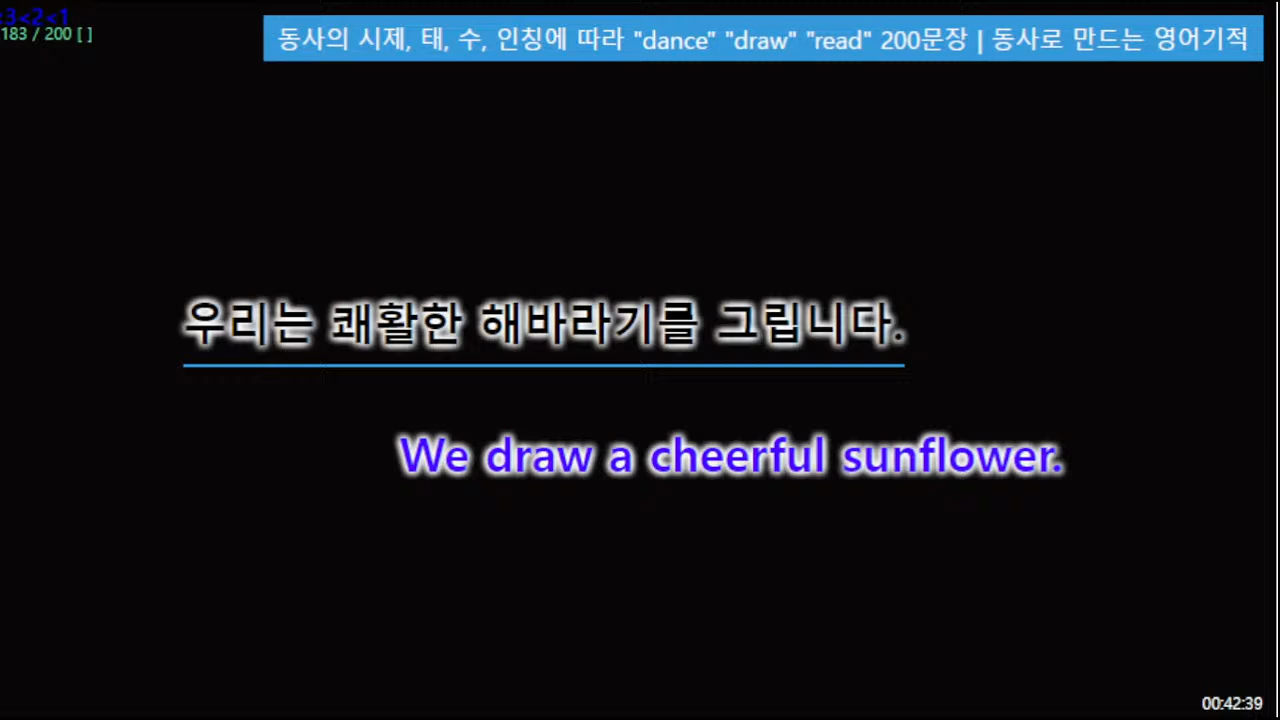 :3<2<1
183 / 200 [ ]
동사의 시제, 태, 수, 인칭에 따라 "dance" "draw" "read" 200문장 | 동사로 만드는 영어기적
우리는 쾌활한 해바라기를 그립니다.
We draw a cheerful sunflower.
00:42:39